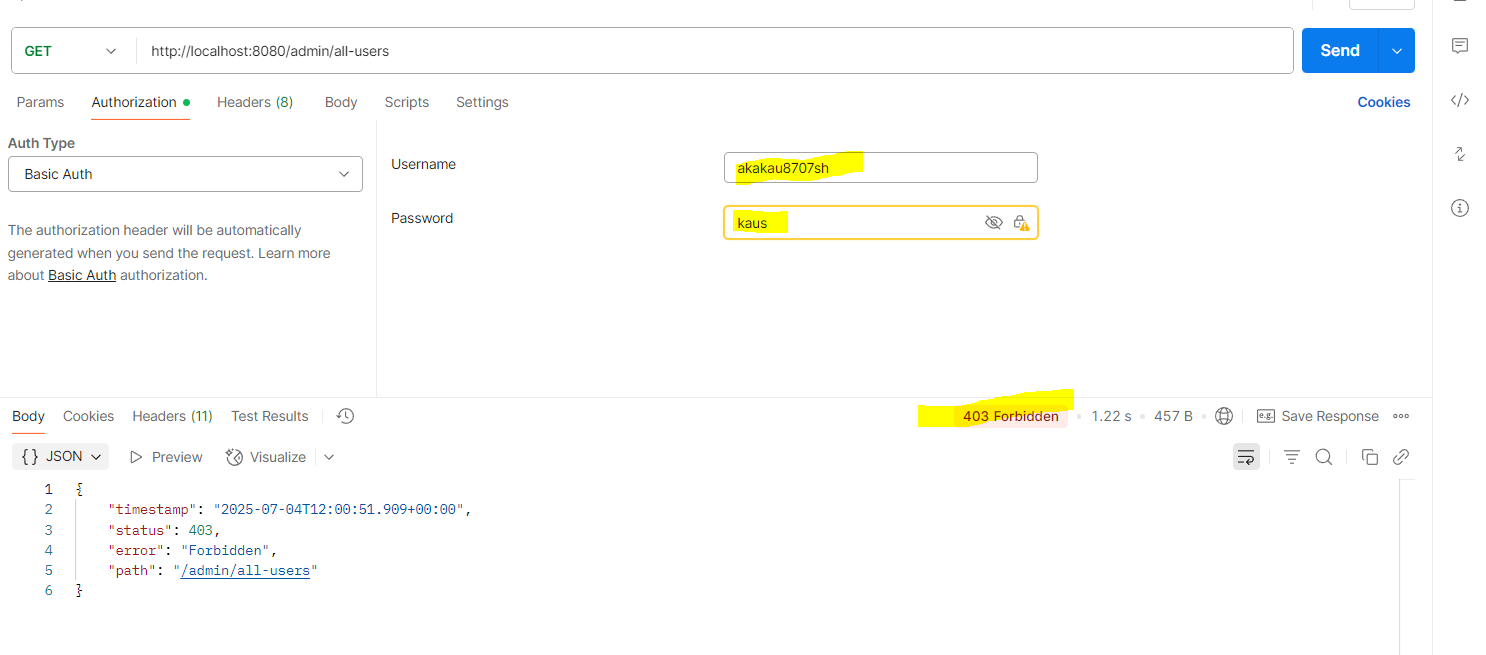 GET
http://localhost:8080/admin/all-users
Send
Params Authorization Headers (8) Body Scripts Settings Cookies
Auth Type
Basic Auth
The authorization header will be automatically
generated when you send the request. Learn more
about Basic Auth authorization.
Username
akakau8707sh
Password
kaus
Body Cookies Headers (11) Test Results 403 Forbidden 1.22 s 457 B e.g. Save Response
{} JSON Preview Visualize
1 {
2 "timestamp": "2025-07-04T12:00:51.909+00:00",
3 "status": 403,
4 "error": "Forbidden",
5 "path": "/admin/all-users"
6 }